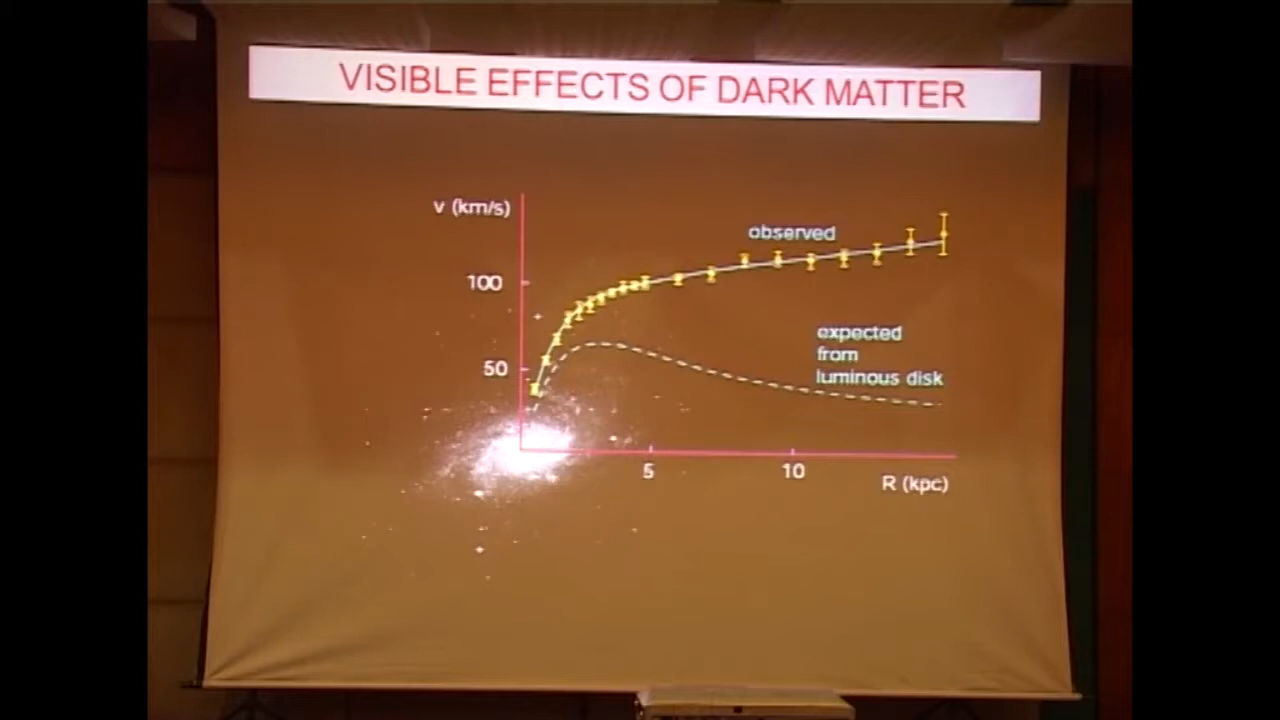 VISIBLE EFFECTS OF DARK MATTER
v (km/s)
observed
100
expected
from
luminous disk
50
5
10
R (kpc)